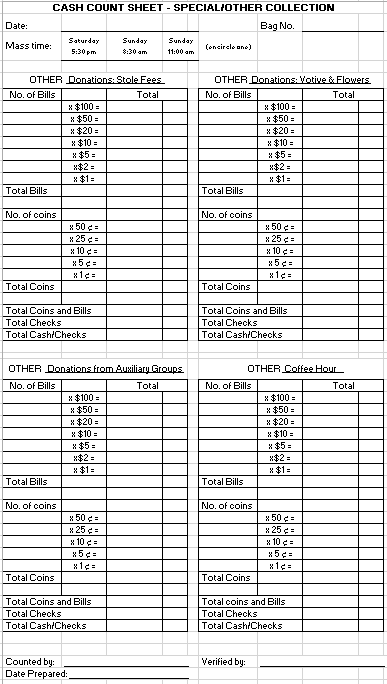 CASH COUNT SHEET - SPECIAL/OTHER COLLECTION
Date: Bag No.
Mass time: Saturday 5:30 pm Sunday 8:30 am Sunday 11:00 am (encircle one)
OTHER Donations: Stole Fees
No. of Bills Total
x $100 =
x $50 =
x $20 =
x $10 =
x $5 =
x $2 =
x $1 =
Total Bills
No. of coins
x 50 ¢ =
x 25 ¢ =
x 10 ¢ =
x 5 ¢ =
x 1 ¢ =
Total Coins
Total Coins and Bills
Total Checks
Total Cash/Checks
OTHER Donations: Votive & Flowers
No. of Bills Total
x $100 =
x $50 =
x $20 =
x $10 =
x $5 =
x $2 =
x $1 =
Total Bills
No. of coins
x 50 ¢ =
x 25 ¢ =
x 10 ¢ =
x 5 ¢ =
x 1 ¢ =
Total Coins
Total Coins and Bills
Total Checks
Total Cash/Checks
OTHER Donations from Auxiliary Groups
No. of Bills Total
x $100 =
x $50 =
x $20 =
x $10 =
x $5 =
x $2 =
x $1 =
Total Bills
No. of coins
x 50 ¢ =
x 25 ¢ =
x 10 ¢ =
x 5 ¢ =
x 1 ¢ =
Total Coins
Total Coins and Bills
Total Checks
Total Cash/Checks
OTHER Coffee Hour
No. of Bills Total
x $100 =
x $50 =
x $20 =
x $10 =
x $5 =
x $2 =
x $1 =
Total Bills
No. of coins
x 50 ¢ =
x 25 ¢ =
x 10 ¢ =
x 5 ¢ =
x 1 ¢ =
Total Coins
Total coins and Bills
Total Checks
Total Cash/Checks
Counted by: Verified by:
Date Prepared: